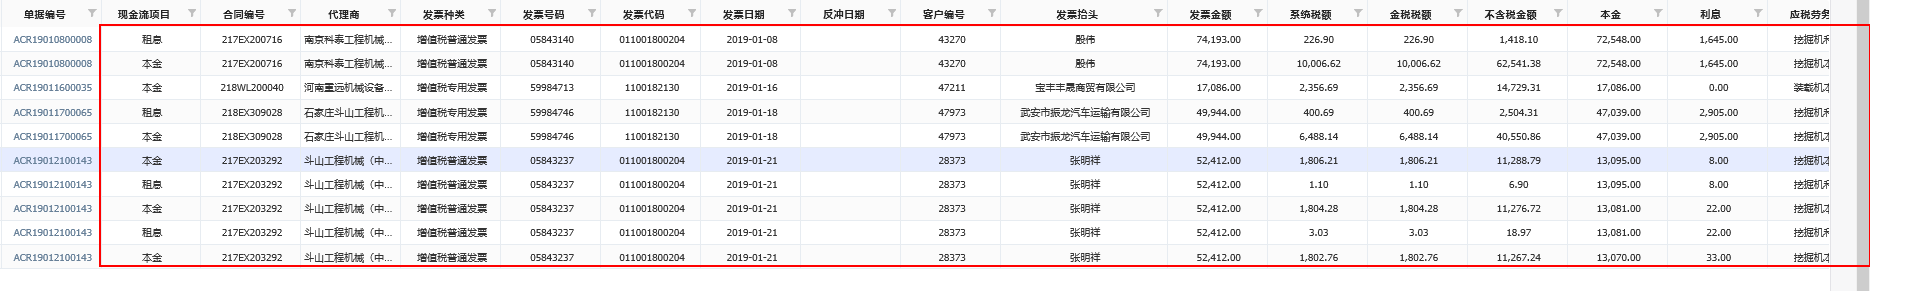 单据编号 现金流项目 合同编号 代理商 发票种类 发票号码 发票代码 发票日期 反冲日期 客户编号 发票抬头 发票金额 系统税额 金税税额 不含税金额 本金 利息 应税劳务
ACR19010800008 租息 217EX200716 南京科泰工程机械... 增值税普通发票 05843140 011001800204 2019-01-08 43270 殷伟 74,193.00 226.90 226.90 1,418.10 72,548.00 1,645.00 挖掘机利
ACR19010800008 本金 217EX200716 南京科泰工程机械... 增值税普通发票 05843140 011001800204 2019-01-08 43270 殷伟 74,193.00 10,006.62 10,006.62 62,541.38 72,548.00 1,645.00 挖掘机本
ACR19011600035 本金 218WL200040 河南重远机械设备... 增值税专用发票 59984713 1100182130 2019-01-16 47211 宝丰丰晟商贸有限公司 17,086.00 2,356.69 2,356.69 14,729.31 17,086.00 0.00 装载机本
ACR19011700065 租息 218EX309028 石家庄斗山工程机... 增值税专用发票 59984746 1100182130 2019-01-18 47973 武安市振龙汽车运输有限公司 49,944.00 400.69 400.69 2,504.31 47,039.00 2,905.00 挖掘机利
ACR19011700065 本金 218EX309028 石家庄斗山工程机... 增值税专用发票 59984746 1100182130 2019-01-18 47973 武安市振龙汽车运输有限公司 49,944.00 6,488.14 6,488.14 40,550.86 47,039.00 2,905.00 挖掘机本
ACR19012100143 本金 217EX203292 斗山工程机械（中... 增值税普通发票 05843237 011001800204 2019-01-21 28373 张明祥 52,412.00 1,806.21 1,806.21 11,288.79 13,095.00 8.00 挖掘机本
ACR19012100143 租息 217EX203292 斗山工程机械（中... 增值税普通发票 05843237 011001800204 2019-01-21 28373 张明祥 52,412.00 1.10 1.10 6.90 13,095.00 8.00 挖掘机利
ACR19012100143 本金 217EX203292 斗山工程机械（中... 增值税普通发票 05843237 011001800204 2019-01-21 28373 张明祥 52,412.00 1,804.28 1,804.28 11,276.72 13,081.00 22.00 挖掘机本
ACR19012100143 租息 217EX203292 斗山工程机械（中... 增值税普通发票 05843237 011001800204 2019-01-21 28373 张明祥 52,412.00 3.03 3.03 18.97 13,081.00 22.00 挖掘机利
ACR19012100143 本金 217EX203292 斗山工程机械（中... 增值税普通发票 05843237 011001800204 2019-01-21 28373 张明祥 52,412.00 1,802.76 1,802.76 11,267.24 13,070.00 33.00 挖掘机本